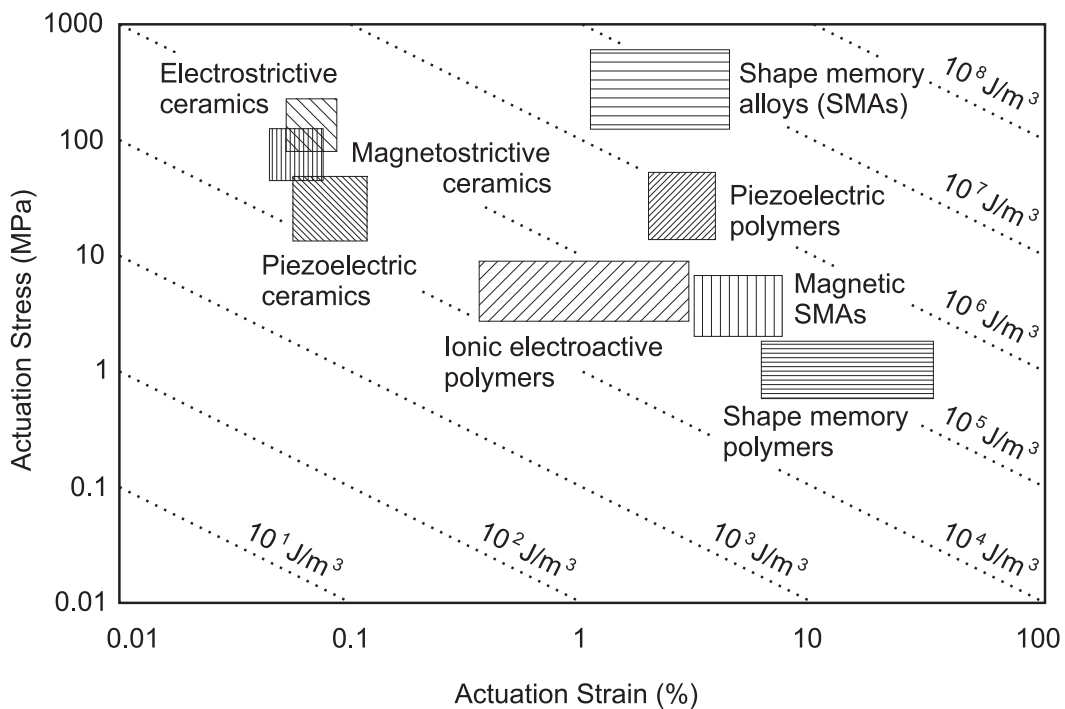 1000
100
10
1
0.1
0.01
Actuation Stress (MPa)
Electrostrictive
ceramics
Magnetostrictive
ceramics
Piezoelectric
ceramics
Shape memory
alloys (SMAs)
Piezoelectric
polymers
Magnetic
SMAs
Ionic electroactive
polymers
Shape memory
polymers
10⁸ J/m³
10⁷ J/m³
10⁶ J/m³
10⁵ J/m³
10¹ J/m³
10² J/m³
10³ J/m³
10⁴ J/m³
0.01
0.1
1
10
100
Actuation Strain (%)